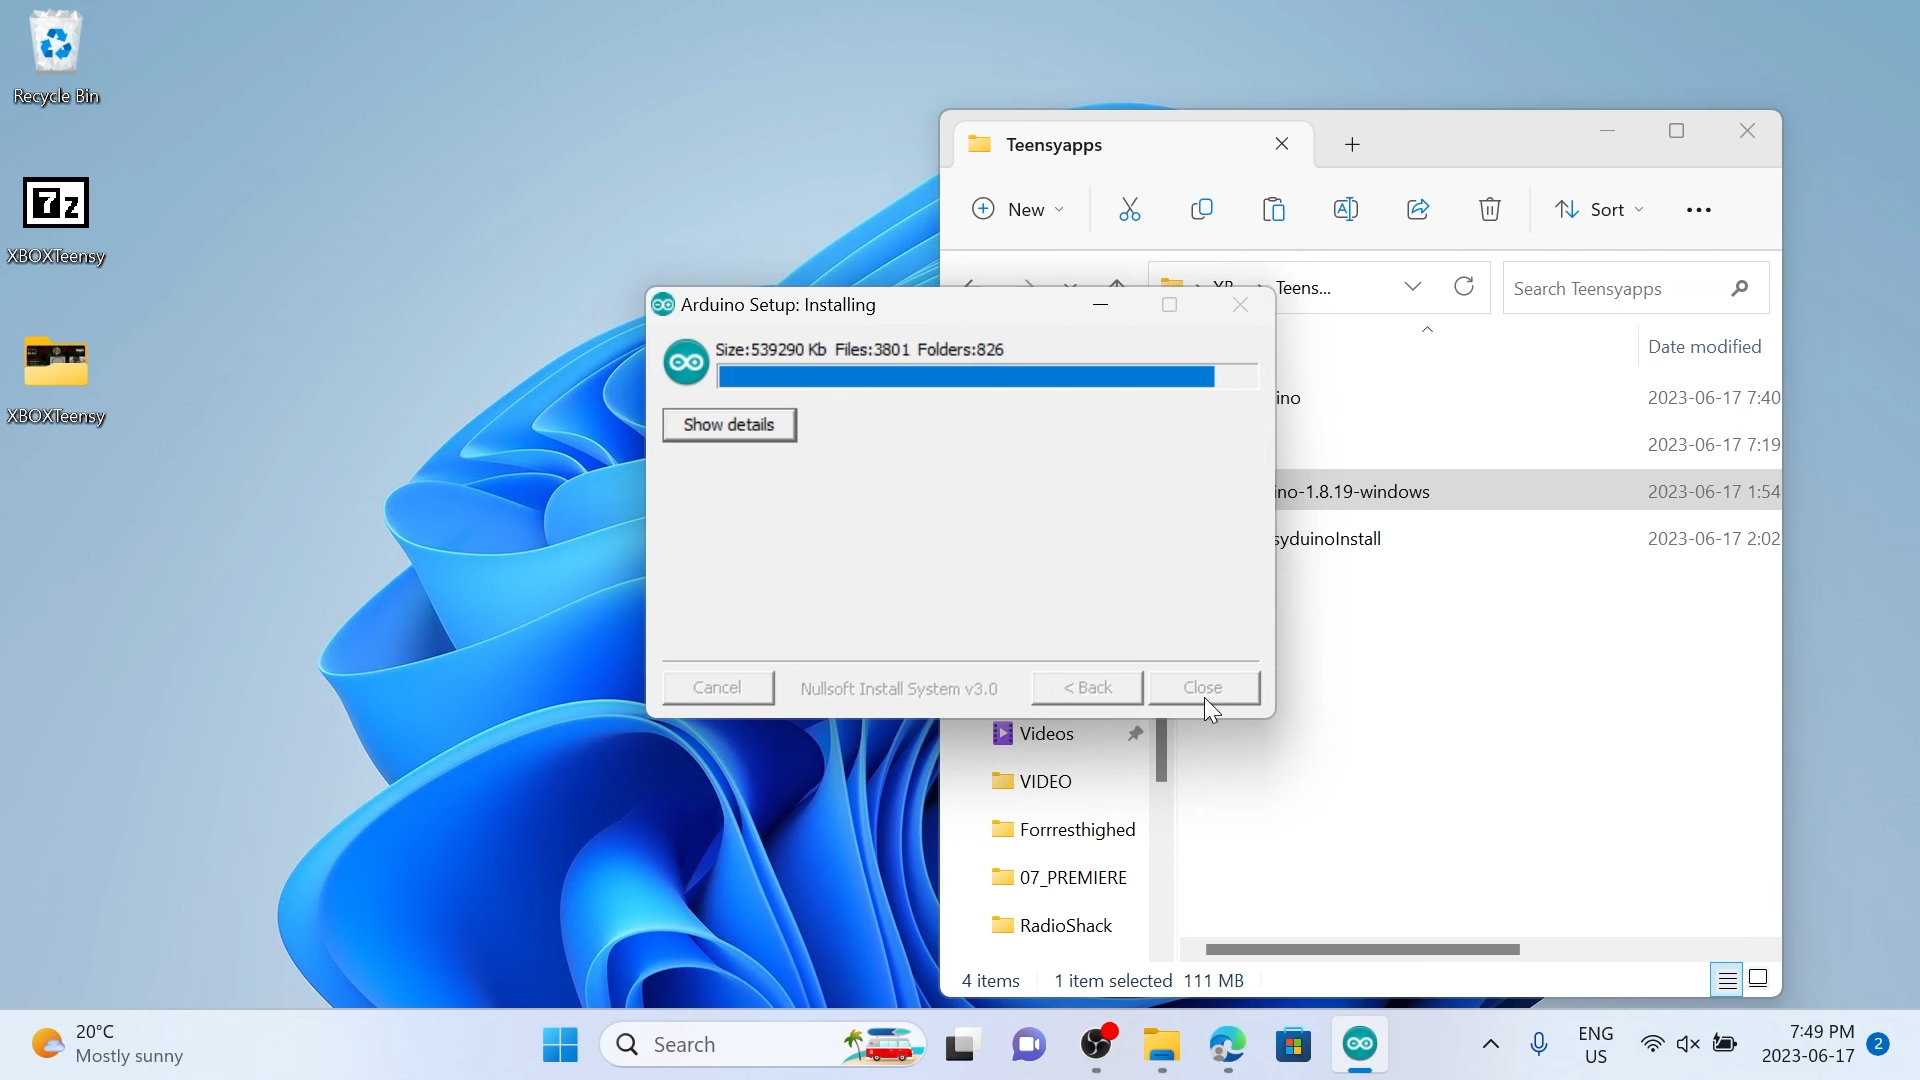 Recycle Bin
7z
XBOXTeensy
XBOXTeensy
Teensyapps
New
Sort
Teens...
Search Teensyapps
Date modified
ino
2023-06-17 7:40
2023-06-17 7:19
ino-1.8.19-windows
2023-06-17 1:54
syduinoInstall
2023-06-17 2:02
Arduino Setup: Installing
Size:539290 Kb Files:3801 Folders:826
Show details
Cancel
Nullsoft Install System v3.0
< Back
Close
Videos
VIDEO
Forrresthighed
07_PREMIERE
RadioShack
4 items
1 item selected 111 MB
20°C
Mostly sunny
Search
ENG
US
7:49 PM
2023-06-17
2